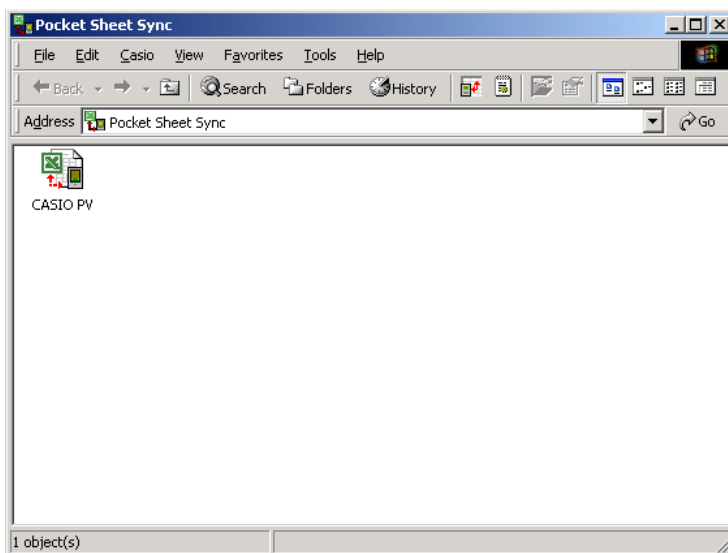 Pocket Sheet Sync
File Edit Casio View Favorites Tools Help
Back Search Folders History
Address Pocket Sheet Sync Go
CASIO PV
1 object(s)